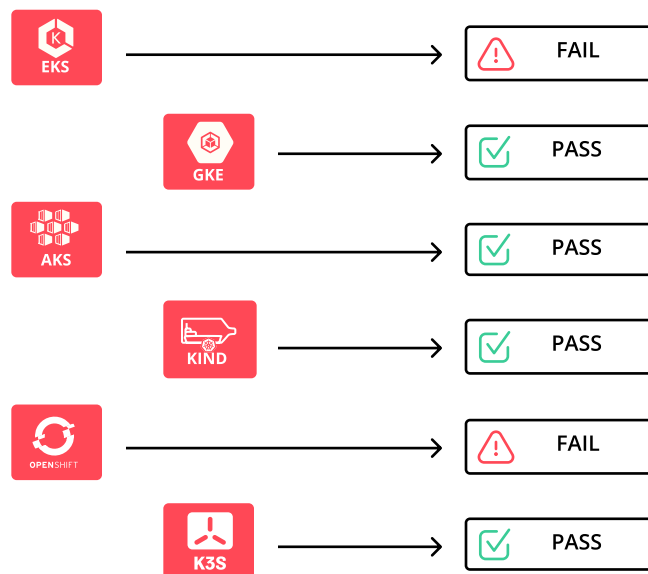 EKS
FAIL
GKE
PASS
AKS
PASS
KIND
PASS
OPENSHIFT
FAIL
K3S
PASS